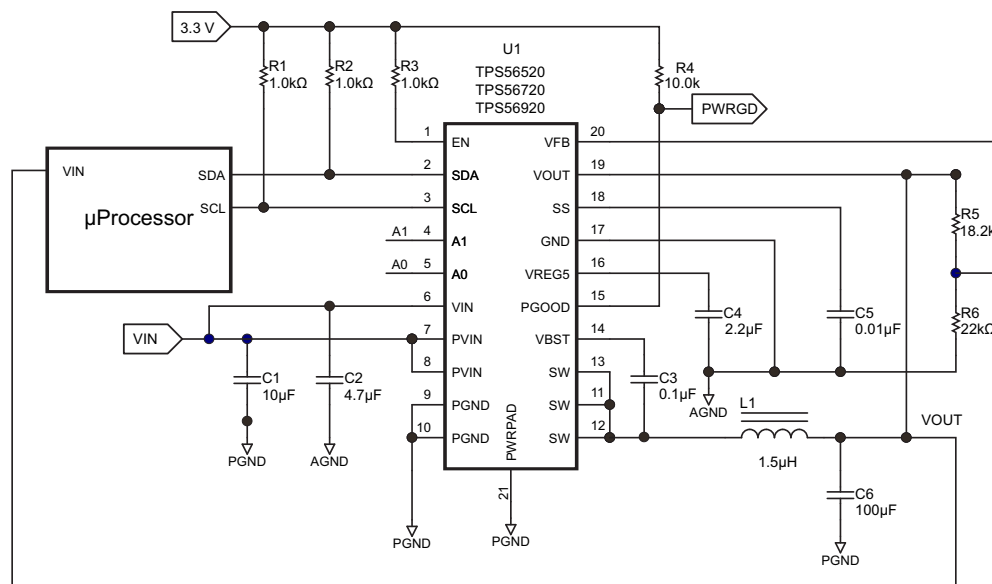 3.3 V
U1
TPS56520
TPS56720
TPS56920
R1
1.0kΩ
R2
1.0kΩ
R3
1.0kΩ
R4
10.0k
PWRGD
VIN
SDA
SCL
µProcessor
1
EN
2
SDA
3
SCL
A1
4
A1
A0
5
A0
6
VIN
7
PVIN
8
PVIN
9
PGND
10
PGND
PWRPAD
21
PGND
20
VFB
19
VOUT
18
SS
17
GND
16
VREG5
15
PGOOD
14
VBST
13
SW
11
SW
12
SW
VIN
C1
10µF
PGND
C2
4.7µF
AGND
PGND
C4
2.2µF
C5
0.01µF
R5
18.2k
R6
22kΩ
C3
0.1µF
AGND
L1
1.5µH
VOUT
C6
100µF
PGND